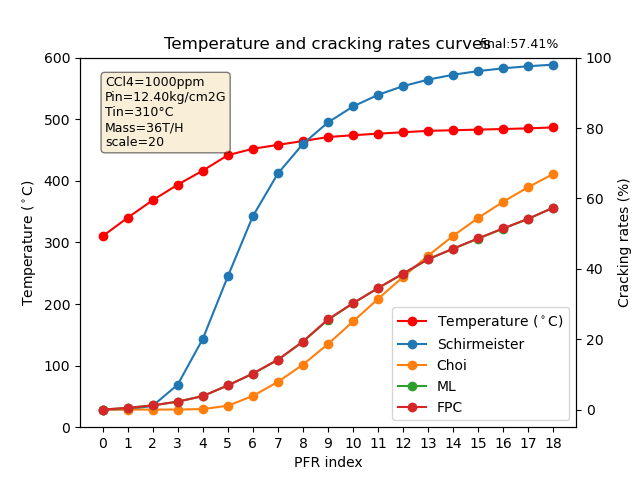 Temperature and cracking rates curves
final:57.41%
CCl4=1000ppm
Pin=12.40kg/cm2G
Tin=310°C
Mass=36T/H
scale=20
Temperature (°C)
600
500
400
300
200
100
0
100
80
60
40
20
0
Cracking rates (%)
Temperature (°C)
Schirmeister
Choi
ML
FPC
0 1 2 3 4 5 6 7 8 9 10 11 12 13 14 15 16 17 18
PFR index